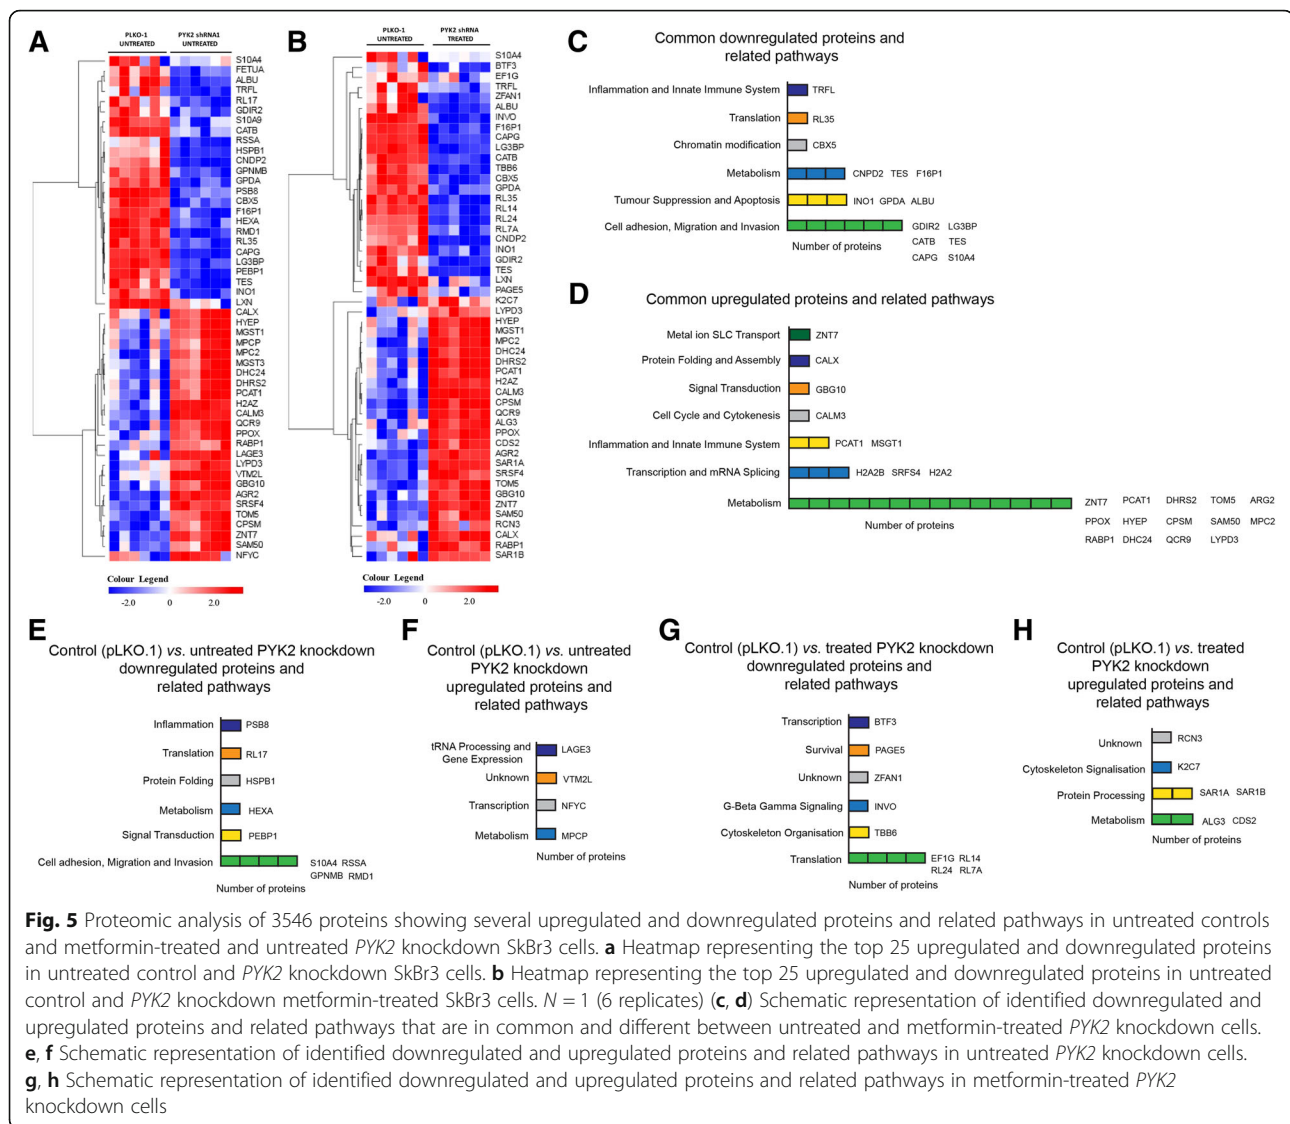 A
PLKO-1
UNTREATED
PYK2 shRNA1
UNTREATED
S10A4
FETUA
ALBU
TRFL
RL17
GDIR2
S10A9
CATB
RSSA
HSPB1
CNDP2
GPNMB
GPDA
PSB8
CBX5
F16P1
HEXA
RMD1
RL35
CAPG
LG3BP
PEBP1
TES
INO1
LXN
CALX
HYEP
MGST1
MPCP
MPC2
MGST3
DHC24
DHRS2
PCAT1
H2AZ
CALM3
QCR9
PPOX
RABP1
LAGE3
LYPD3
VTM2L
GBG10
AGR2
SRSF4
TOM5
CPSM
ZNT7
SAM50
NFYC
Colour Legend
-2.0 0 2.0
B
PLKO-1
UNTREATED
PYK2 shRNA
TREATED
S10A4
BTF3
EF1G
TRFL
ZFAN1
ALBU
INVO
F16P1
CAPG
LG3BP
CATB
TBB6
CBX5
GPDA
RL35
RL14
RL24
RL7A
CNDP2
INO1
GDIR2
TES
LXN
PAGE5
K2C7
LYPD3
HYEP
MGST1
MPC2
DHC24
DHRS2
PCAT1
H2AZ
CALM3
CPSM
QCR9
ALG3
PPOX
CDS2
AGR2
SAR1A
SRSF4
TOM5
GBG10
ZNT7
SAM50
RCN3
CALX
RABP1
SAR1B
Colour Legend
-2.0 0 2.0
C
Common downregulated proteins and
related pathways
Inflammation and Innate Immune System TRFL
Translation RL35
Chromatin modification CBX5
Metabolism CNPD2 TES F16P1
Tumour Suppression and Apoptosis INO1 GPDA ALBU
Cell adhesion, Migration and Invasion GDIR2 LG3BP
CATB TES
CAPG S10A4
Number of proteins
D
Common upregulated proteins and related pathways
Metal ion SLC Transport ZNT7
Protein Folding and Assembly CALX
Signal Transduction GBG10
Cell Cycle and Cytokenesis CALM3
Inflammation and Innate Immune System PCAT1 MSGT1
Transcription and mRNA Splicing H2A2B SRFS4 H2A2
Metabolism ZNT7 PCAT1 DHRS2 TOM5 ARG2
PPOX HYEP CPSM SAM50 MPC2
RABP1 DHC24 QCR9 LYPD3
Number of proteins
E
Control (pLKO.1) vs. untreated PYK2 knockdown
downregulated proteins and
related pathways
Inflammation PSB8
Translation RL17
Protein Folding HSPB1
Metabolism HEXA
Signal Transduction PEBP1
Cell adhesion, Migration and Invasion S10A4 RSSA
GPNMB RMD1
Number of proteins
F
Control (pLKO.1) vs. untreated
PYK2 knockdown
upregulated proteins and
related pathways
tRNA Processing and
Gene Expression LAGE3
Unknown VTM2L
Transcription NFYC
Metabolism MPCP
Number of proteins
G
Control (pLKO.1) vs. treated PYK2 knockdown
downregulated proteins and
related pathways
Transcription BTF3
Survival PAGE5
Unknown ZFAN1
G-Beta Gamma Signaling INVO
Cytoskeleton Organisation TBB6
Translation EF1G RL14
RL24 RL7A
Number of proteins
H
Control (pLKO.1) vs. treated
PYK2 knockdown
upregulated proteins and
related pathways
Unknown RCN3
Cytoskeleton Signalisation K2C7
Protein Processing SAR1A SAR1B
Metabolism ALG3 CDS2
Number of proteins
Fig. 5 Proteomic analysis of 3546 proteins showing several upregulated and downregulated proteins and related pathways in untreated controls
and metformin-treated and untreated PYK2 knockdown SkBr3 cells. a Heatmap representing the top 25 upregulated and downregulated proteins
in untreated control and PYK2 knockdown SkBr3 cells. b Heatmap representing the top 25 upregulated and downregulated proteins in untreated
control and PYK2 knockdown metformin-treated SkBr3 cells. N = 1 (6 replicates) (c, d) Schematic representation of identified downregulated and
upregulated proteins and related pathways that are in common and different between untreated and metformin-treated PYK2 knockdown cells.
e, f Schematic representation of identified downregulated and upregulated proteins and related pathways in untreated PYK2 knockdown cells.
g, h Schematic representation of identified downregulated and upregulated proteins and related pathways in metformin-treated PYK2
knockdown cells